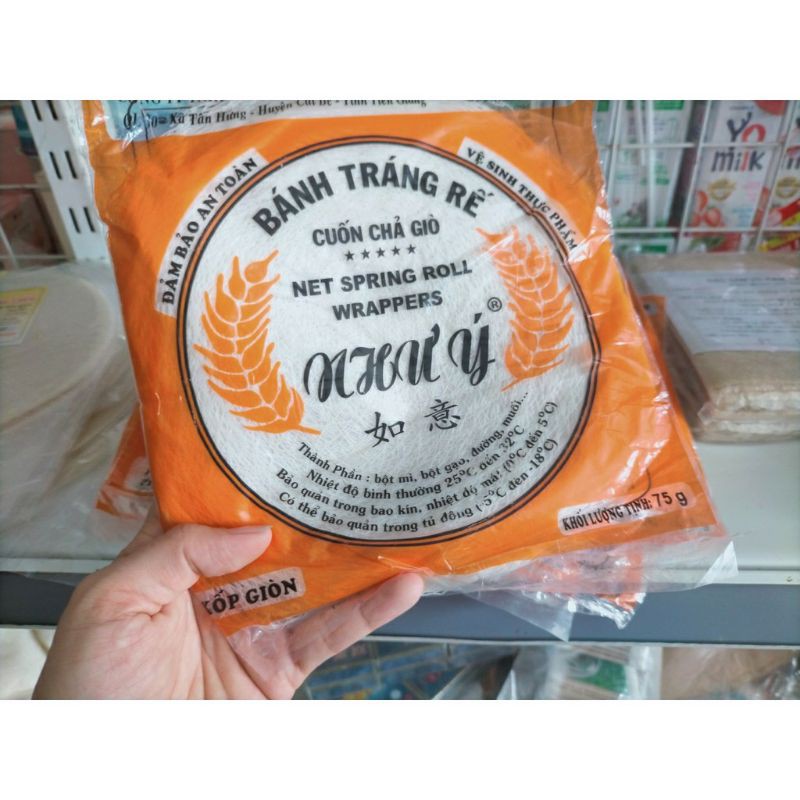 Xã Tân Hưng - Huyện Cái Bè - Tỉnh Tiền Giang
ĐẢM BẢO AN TOÀN
VỆ SINH THỰC PHẨM
BÁNH TRÁNG RẾ
CUỐN CHẢ GIÒ
★★★★★
NET SPRING ROLL
WRAPPERS
NHƯ Ý ®
如意
Thành Phần : bột mì, bột gạo, đường, muối...
Nhiệt độ bình thường 25°C đến 32°C
Bảo quản trong bao kín, nhiệt độ mát (0°C đến 5°C)
Có thể bảo quản trong tủ đông (-5°C đến -18°C)
KHỐI LƯỢNG TỊNH: 75 g
XỐP GIÒN
YO
milk